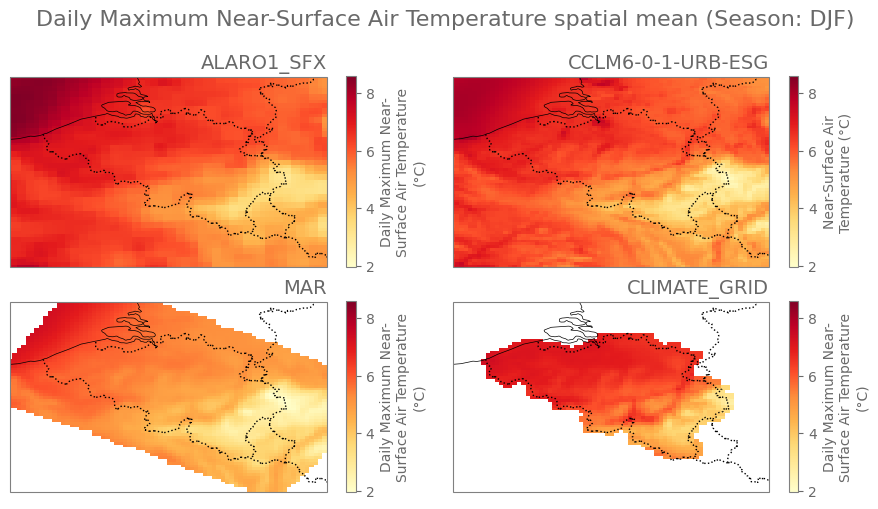 Daily Maximum Near-Surface Air Temperature spatial mean (Season: DJF)
ALARO1_SFX
8
6
4
2
Daily Maximum Near-
Surface Air Temperature
(°C)
CCLM6-0-1-URB-ESG
8
6
4
2
Near-Surface Air
Temperature (°C)
MAR
8
6
4
2
Daily Maximum Near-
Surface Air Temperature
(°C)
CLIMATE_GRID
8
6
4
2
Daily Maximum Near-
Surface Air Temperature
(°C)